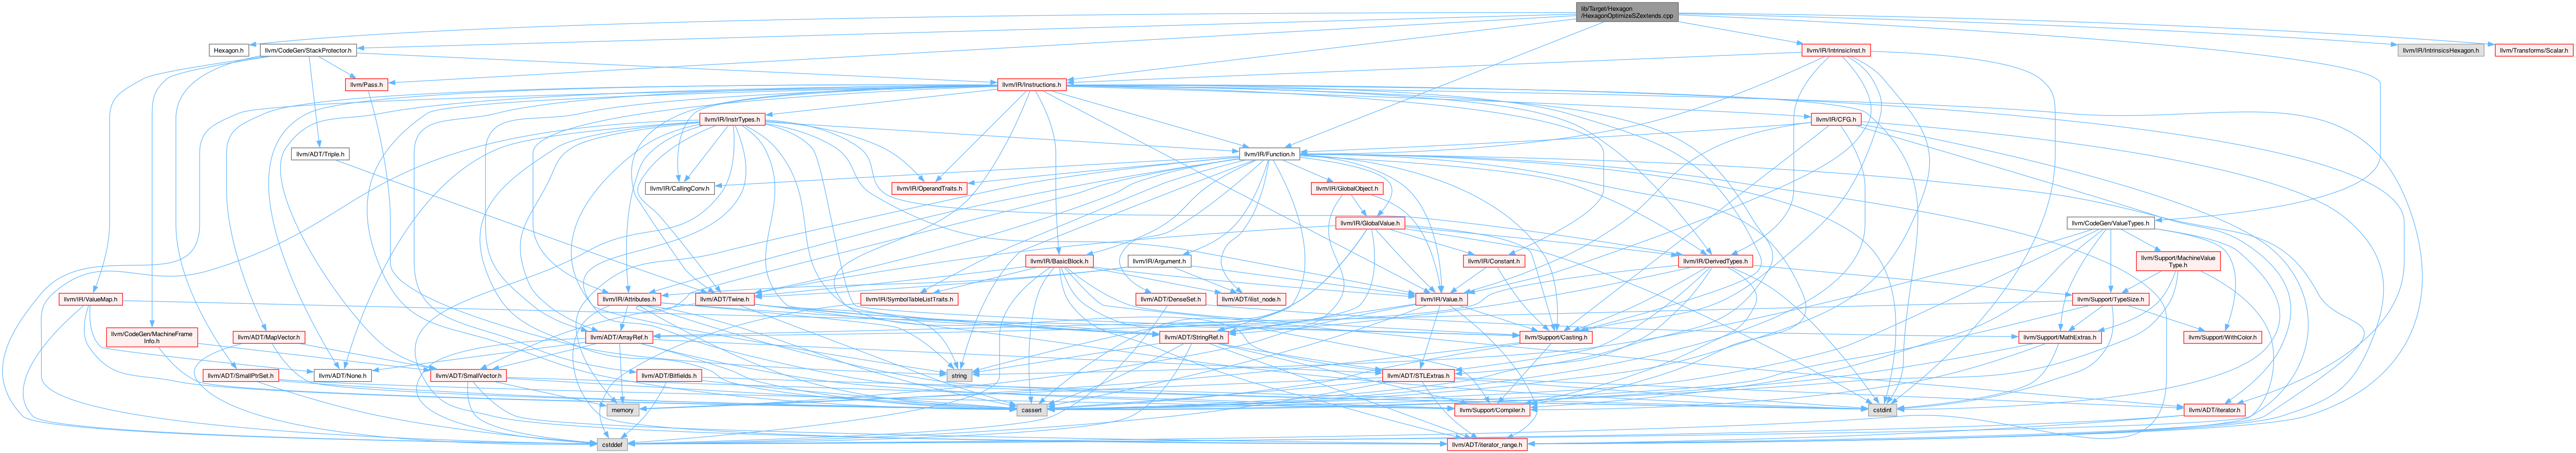 lib/Target/Hexagon
/HexagonOptimizeSZextends.cpp
Hexagon.h
llvm/CodeGen/StackProtector.h
llvm/IR/IntrinsicInst.h
llvm/IR/IntrinsicsHexagon.h
llvm/Transforms/Scalar.h
llvm/Pass.h
llvm/IR/Instructions.h
llvm/IR/InstrTypes.h
llvm/IR/CFG.h
llvm/ADT/Triple.h
llvm/IR/Function.h
llvm/IR/CallingConv.h
llvm/IR/OperandTraits.h
llvm/IR/GlobalObject.h
llvm/IR/GlobalValue.h
llvm/CodeGen/ValueTypes.h
llvm/IR/BasicBlock.h
llvm/IR/Argument.h
llvm/IR/Constant.h
llvm/IR/DerivedTypes.h
llvm/Support/MachineValue
Type.h
llvm/IR/ValueMap.h
llvm/IR/Attributes.h
llvm/ADT/Twine.h
llvm/IR/SymbolTableListTraits.h
llvm/ADT/DenseSet.h
llvm/ADT/ilist_node.h
llvm/IR/Value.h
llvm/Support/TypeSize.h
llvm/CodeGen/MachineFrame
Info.h
llvm/ADT/MapVector.h
llvm/ADT/ArrayRef.h
llvm/ADT/StringRef.h
llvm/Support/Casting.h
llvm/Support/MathExtras.h
llvm/Support/WithColor.h
llvm/ADT/SmallPtrSet.h
llvm/ADT/None.h
llvm/ADT/SmallVector.h
llvm/ADT/Bitfields.h
string
llvm/ADT/STLExtras.h
memory
cassert
llvm/Support/Compiler.h
cstdint
llvm/ADT/iterator.h
cstddef
llvm/ADT/iterator_range.h